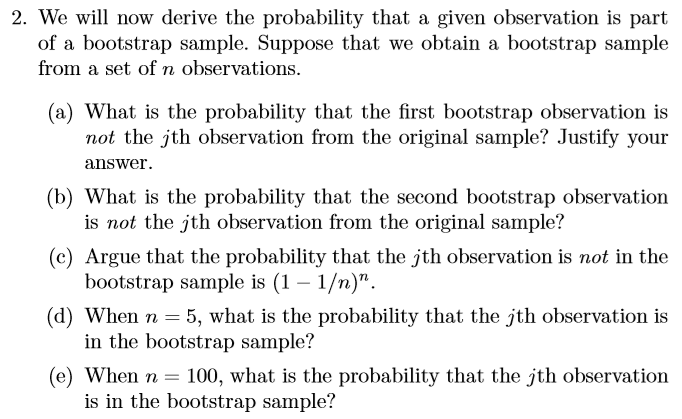 2. We will now derive the probability that a given observation is part
of a bootstrap sample. Suppose that we obtain a bootstrap sample
from a set of n observations.
(a) What is the probability that the first bootstrap observation is
not the jth observation from the original sample? Justify your
answer.
(b) What is the probability that the second bootstrap observation
is not the jth observation from the original sample?
(c) Argue that the probability that the jth observation is not in the
bootstrap sample is (1 − 1/n)ⁿ.
(d) When n = 5, what is the probability that the jth observation is
in the bootstrap sample?
(e) When n = 100, what is the probability that the jth observation
is in the bootstrap sample?